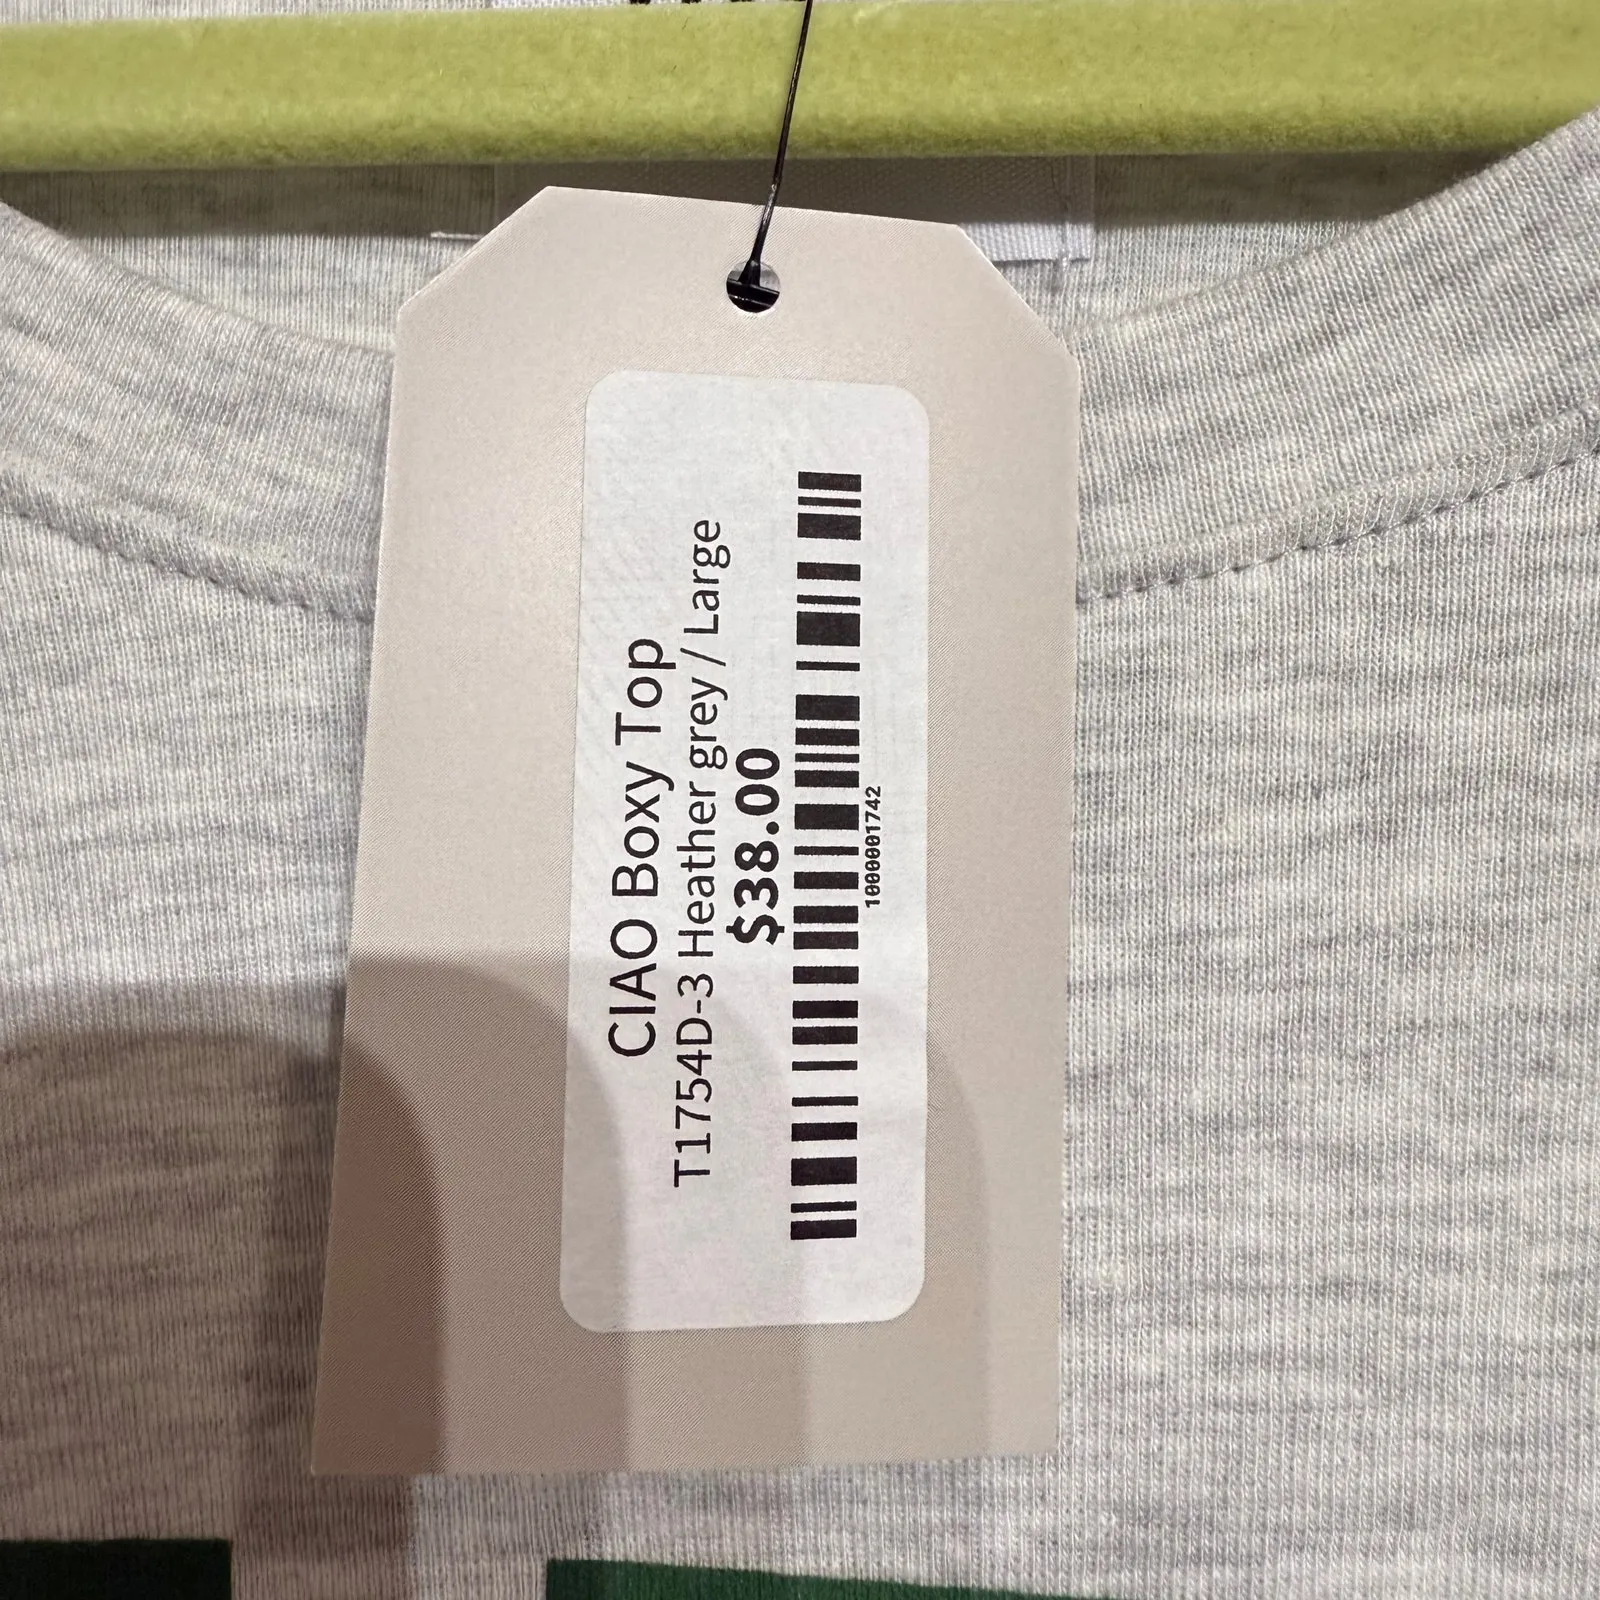 CIAO Boxy Top
T1754D-3 Heather grey / Large
$38.00
1000001742